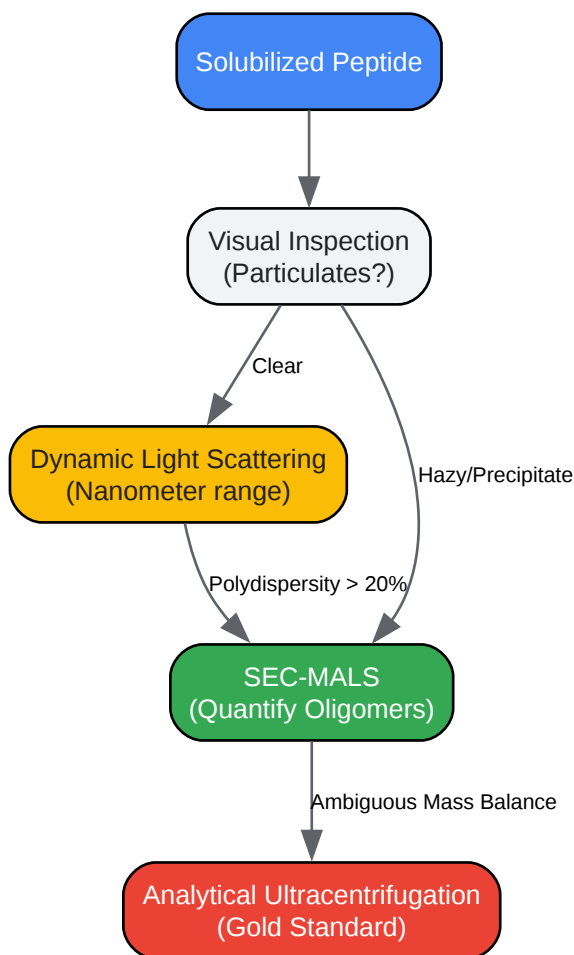 Solubilized Peptide
Visual Inspection
(Particulates?)
Clear
Dynamic Light Scattering
(Nanometer range)
Hazy/Precipitate
Polydispersity > 20%
SEC-MALS
(Quantify Oligomers)
Ambiguous Mass Balance
Analytical Ultracentrifugation
(Gold Standard)